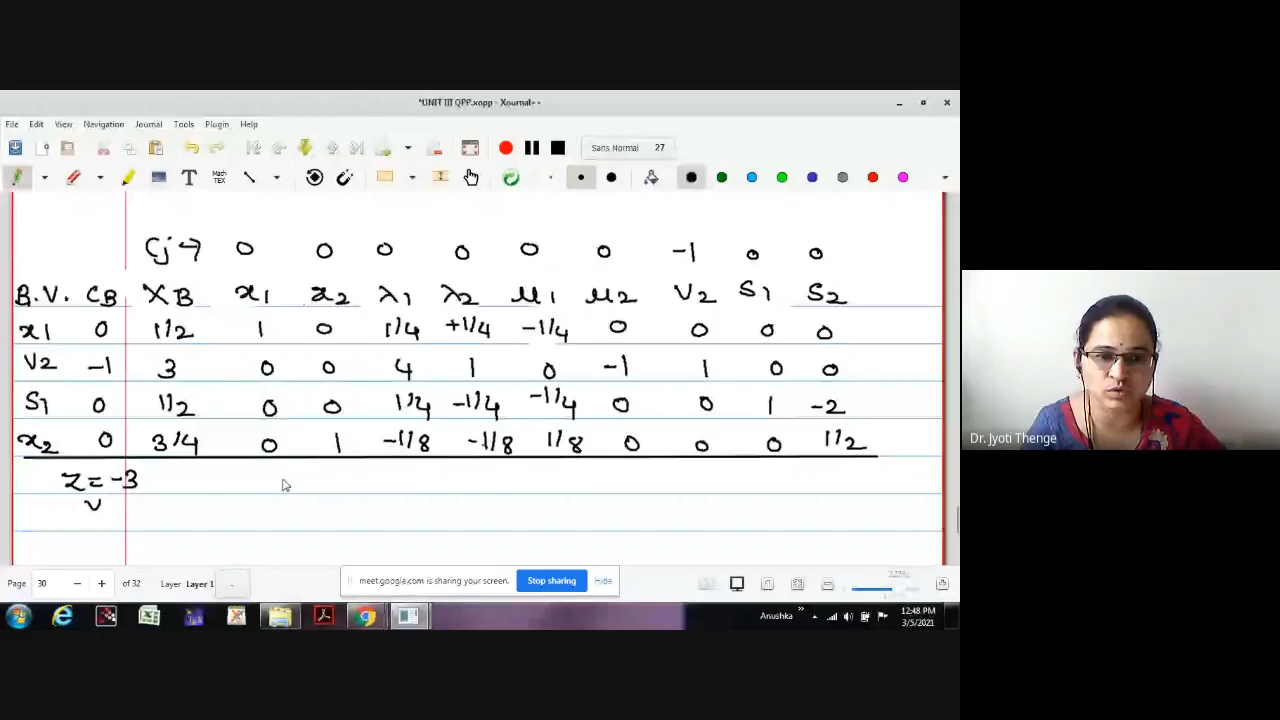 *UNIT III QPP.xopp - Xournal++
File Edit View Navigation Journal Tools Plugin Help
Sans Normal 27
Cj → 0 0 0 0 0 0 -1 0 0
B.V. CB XB x1 x2 λ1 λ2 μ1 μ2 V2 S1 S2
x1 0 1/2 1 0 1/4 +1/4 -1/4 0 0 0 0
V2 -1 3 0 0 4 1 0 -1 1 0 0
S1 0 1/2 0 0 1/4 -1/4 -1/4 0 0 1 -2
x2 0 3/4 0 1 -1/8 -1/8 1/8 0 0 0 1/2
Z = -3
Dr. Jyoti Thenge
meet.google.com is sharing your screen. Stop sharing Hide
Page 30 of 32 Layer Layer 1
Anushka
12:48 PM
3/5/2021